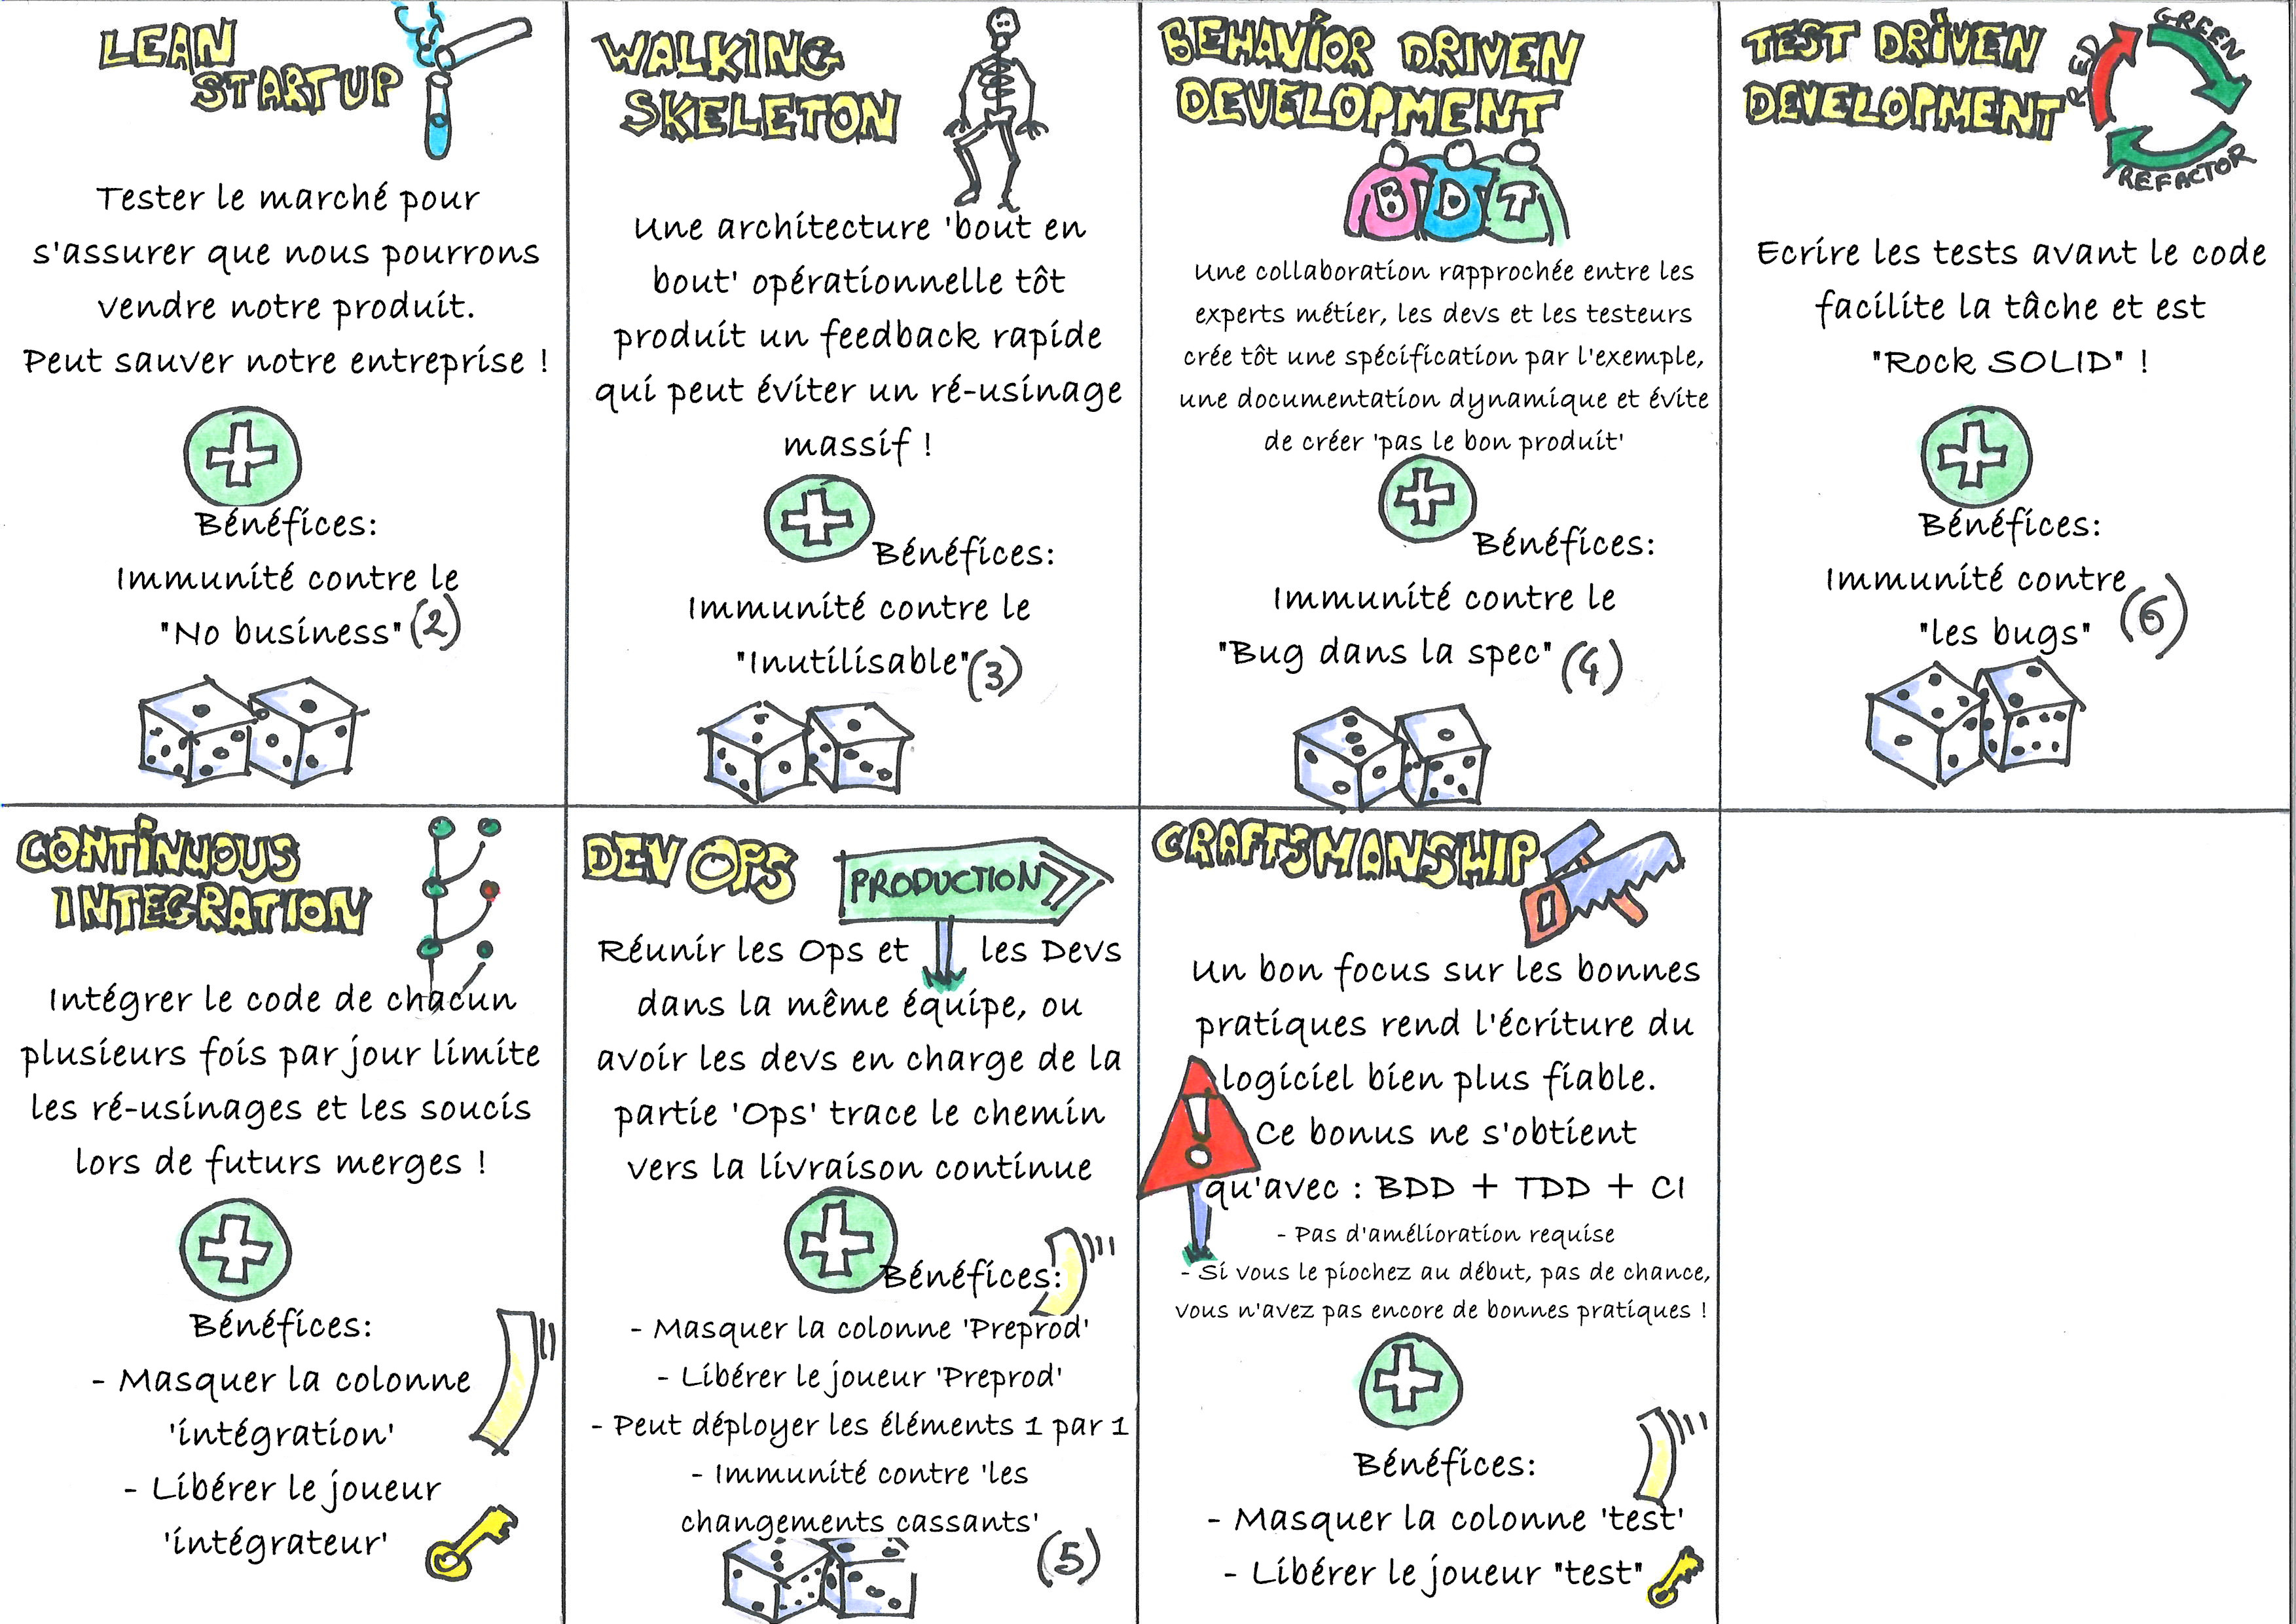 LEAN
STARTUP
Tester le marché pour
s'assurer que nous pourrons
vendre notre produit.
Peut sauver notre entreprise !
Bénéfices:
Immunité contre le
"No business" (2)
WALKING
SKELETON
Une architecture 'bout en
bout' opérationnelle tôt
produit un feedback rapide
qui peut éviter un ré-usinage
massif !
Bénéfices:
Immunité contre le
"Inutilisable" (3)
BEHAVIOR DRIVEN
DEVELOPMENT
B D T
Une collaboration rapprochée entre les
experts métier, les devs et les testeurs
crée tôt une spécification par l'exemple,
une documentation dynamique et évite
de créer 'pas le bon produit'
Bénéfices:
Immunité contre le
"Bug dans la spec" (4)
TEST DRIVEN
DEVELOPMENT
RED
GREEN
REFACTOR
Ecrire les tests avant le code
facilite la tâche et est
"Rock SOLID" !
Bénéfices:
Immunité contre
"les bugs" (6)
CONTINUOUS
INTEGRATION
Intégrer le code de chacun
plusieurs fois par jour limite
les ré-usinages et les soucis
lors de futurs merges !
Bénéfices:
- Masquer la colonne
'intégration'
- Libérer le joueur
'intégrateur'
DEV OPS
PRODUCTION
Réunir les Ops et les Devs
dans la même équipe, ou
avoir les devs en charge de la
partie 'Ops' trace le chemin
vers la livraison continue
Bénéfices:
- Masquer la colonne 'Preprod'
- Libérer le joueur 'Preprod'
- Peut déployer les éléments 1 par 1
- Immunité contre 'les
changements cassants'
(5)
CRAFTSMANSHIP
Un bon focus sur les bonnes
pratiques rend l'écriture du
logiciel bien plus fiable.
Ce bonus ne s'obtient
qu'avec : BDD + TDD + CI
- Pas d'amélioration requise
- Si vous le piochez au début, pas de chance,
vous n'avez pas encore de bonnes pratiques !
Bénéfices:
- Masquer la colonne 'test'
- Libérer le joueur "test"